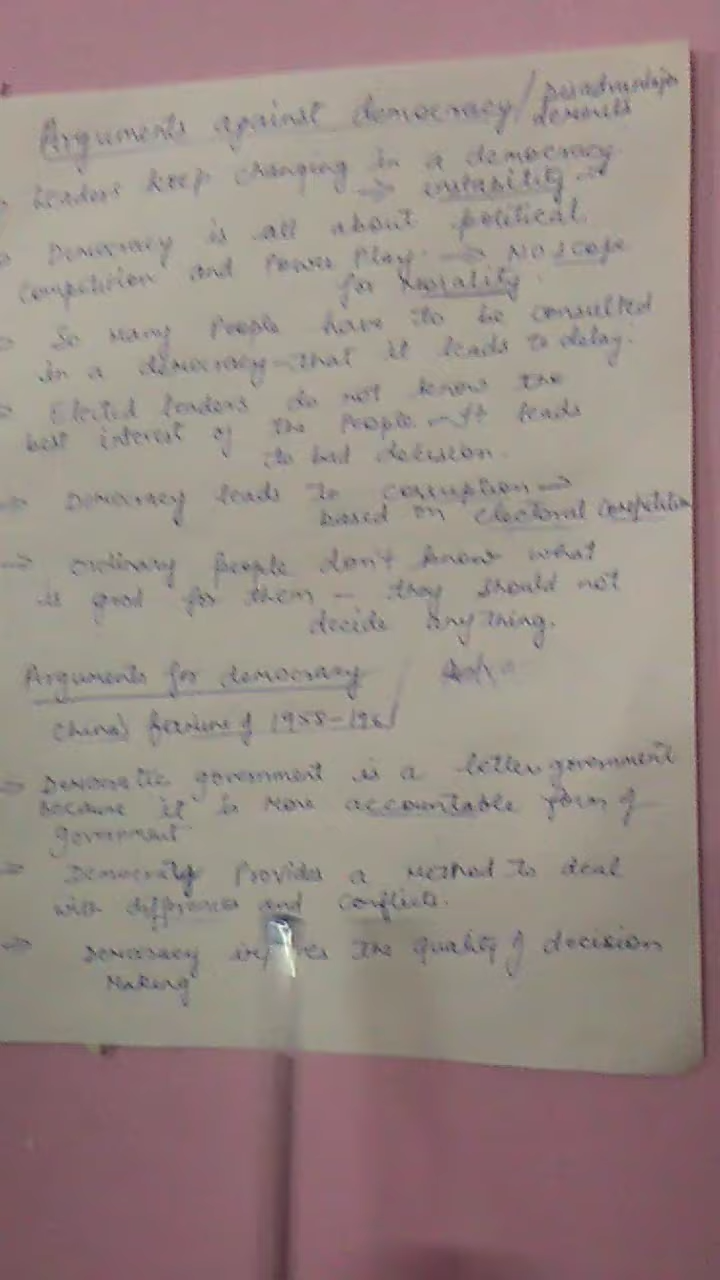 Arguments against democracy / Disadvantages
demerits
Leaders keep changing in a democracy
→ instability
Democracy is all about political
competition and Power Play. → No scope
for morality.
So many People have to be consulted
in a democracy that it leads to delay.
Elected leaders do not know the
best interest of the People. It leads
to bad decision.
→ Democracy leads to corruption →
based on electoral competition
→ ordinary people don't know what
is good for them - they should not
decide anything.
Arguments for democracy /
China's famine of 1958-1961
⇒ Democratic government is a better government
because it is more accountable form of
government
⇒ Democracy Provides a method to deal
with differences and conflicts.
⇒ Democracy the quality of decision
Making